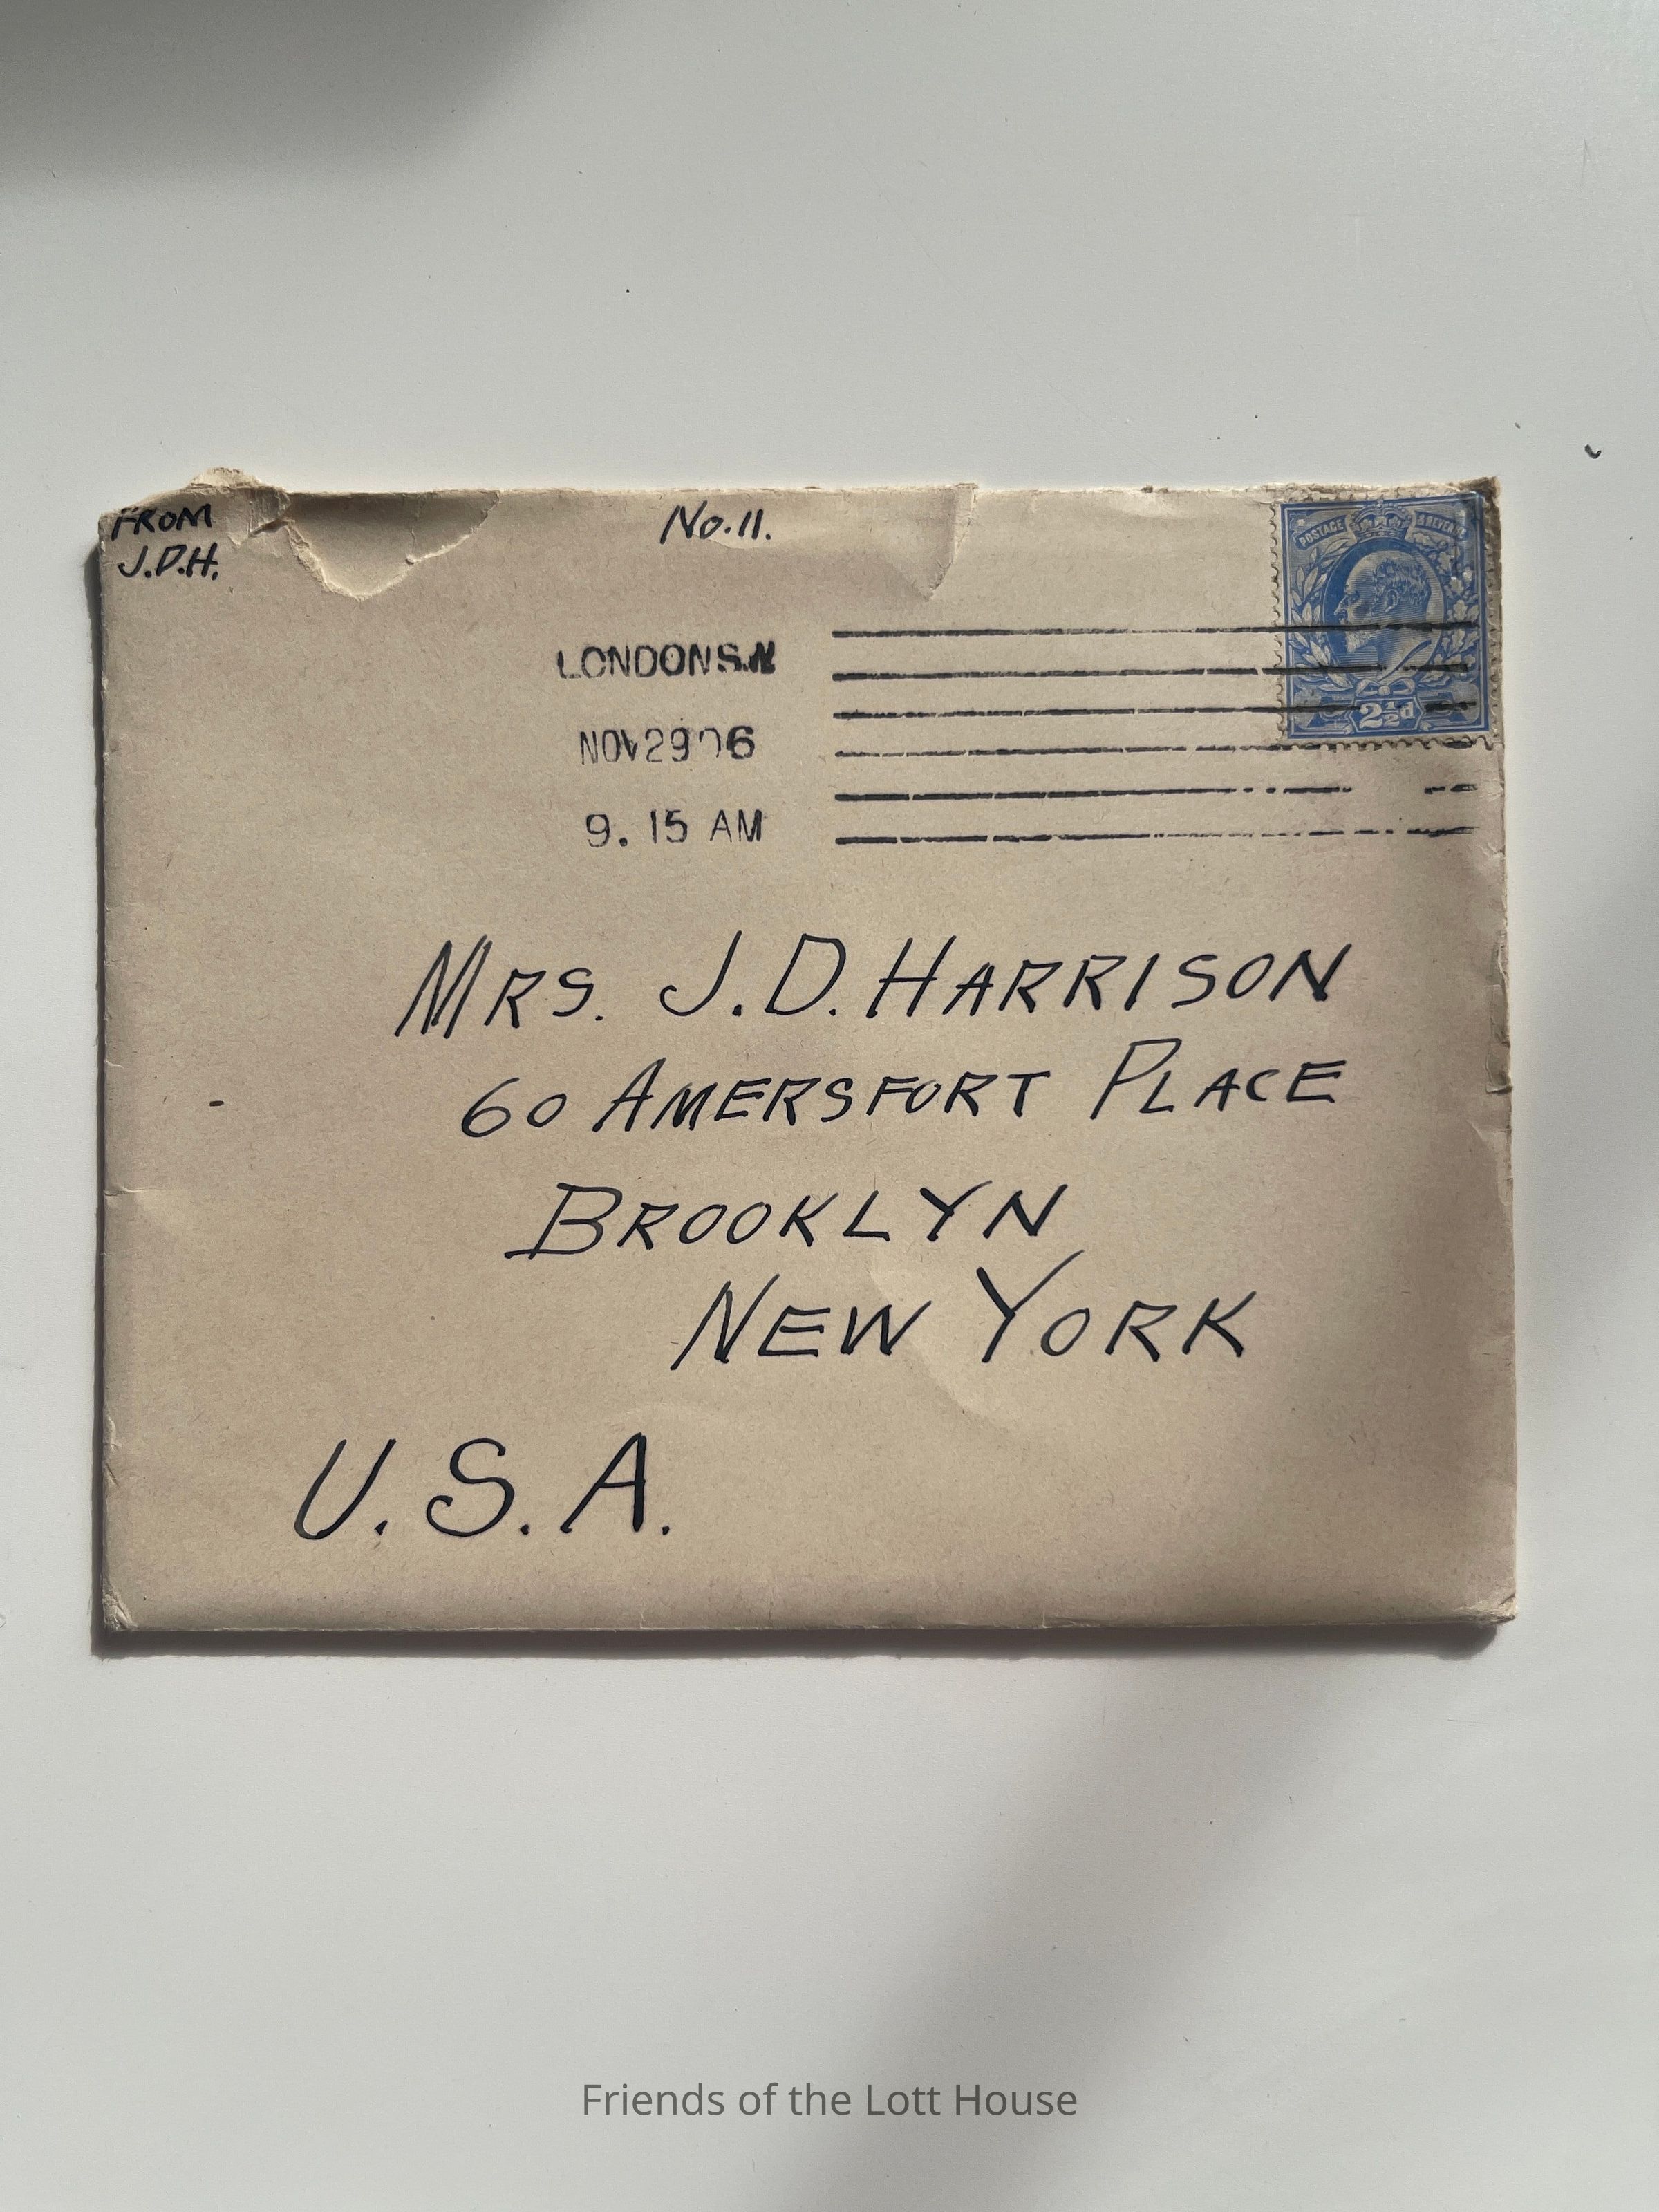 FROM
J.D.H.
No. 11.
POSTAGE & REVENUE
LONDON S.W
NOV 29 06
9. 15 AM
2½d
MRS. J.D. HARRISON
60 AMERSFORT PLACE
BROOKLYN
NEW YORK
U.S.A.
Friends of the Lott House